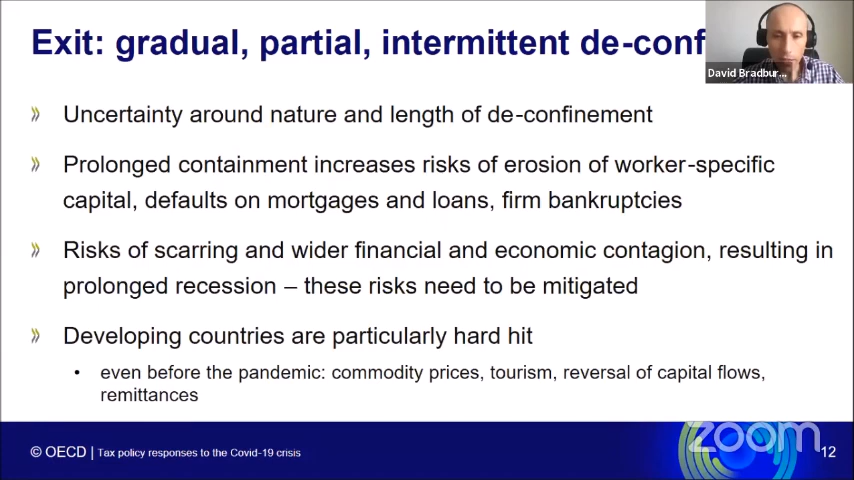 Exit: gradual, partial, intermittent de-conf
David Bradbur...
Uncertainty around nature and length of de-confinement
Prolonged containment increases risks of erosion of worker-specific
capital, defaults on mortgages and loans, firm bankruptcies
Risks of scarring and wider financial and economic contagion, resulting in
prolonged recession – these risks need to be mitigated
Developing countries are particularly hard hit
• even before the pandemic: commodity prices, tourism, reversal of capital flows,
remittances
zoom
© OECD | Tax policy responses to the Covid-19 crisis
12